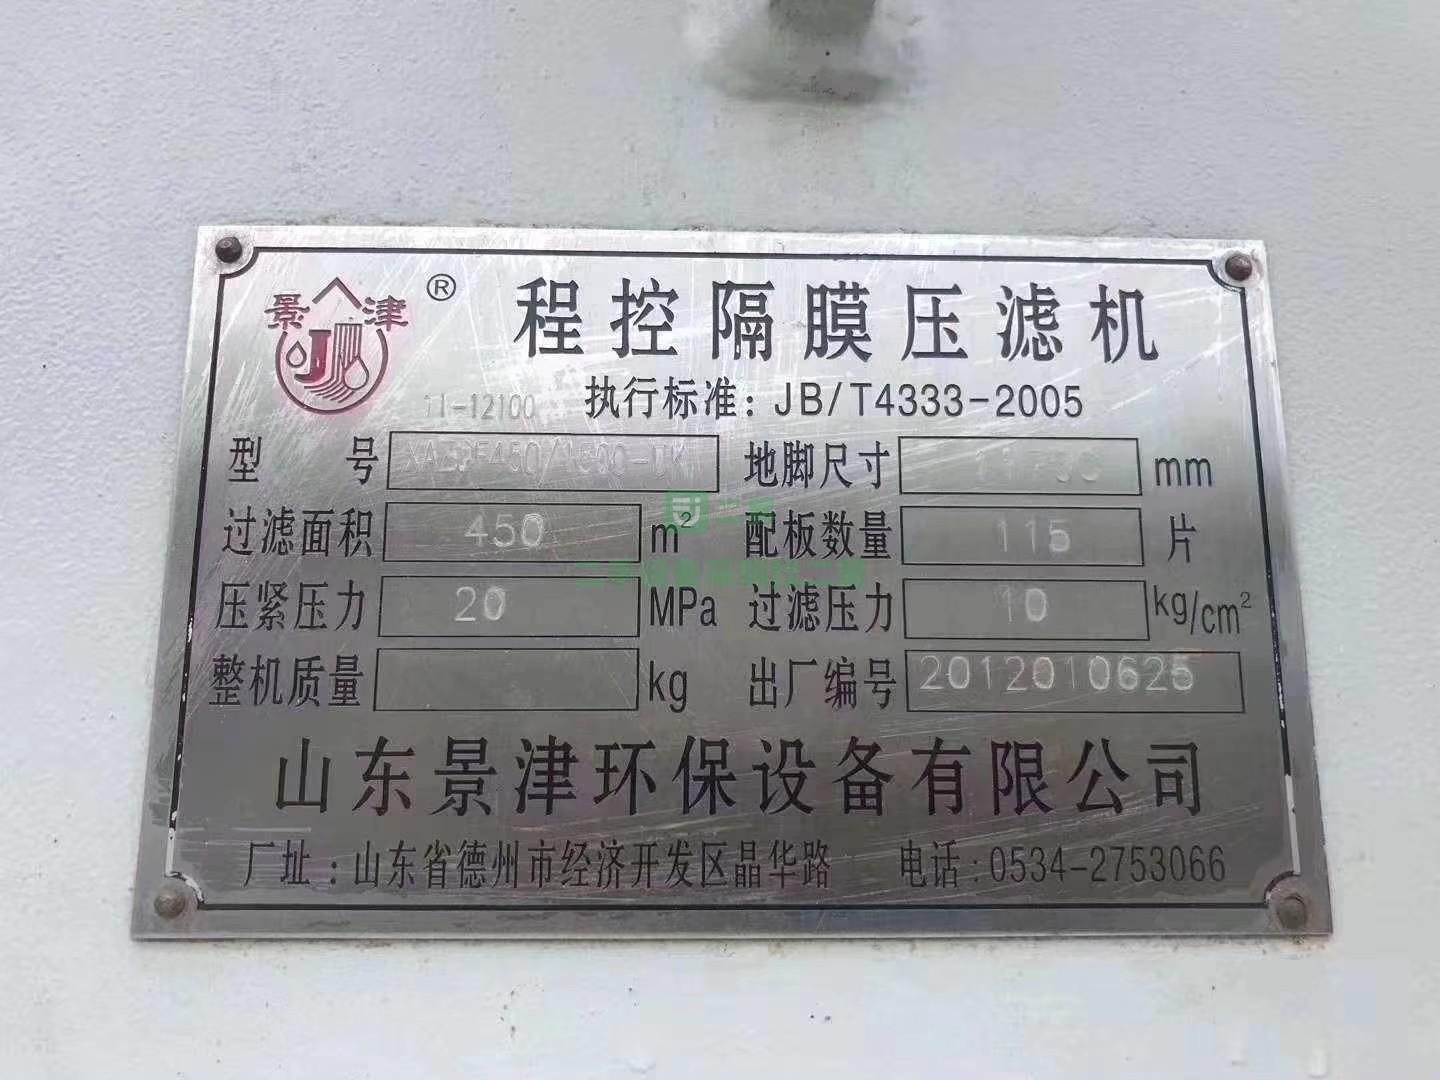 景津 ®
程控隔膜压滤机
11-12100 执行标准：JB/T4333-2005
型号 地脚尺寸 mm
过滤面积 450 m² 配板数量 115 片
压紧压力 20 MPa 过滤压力 10 kg/cm²
整机质量 kg 出厂编号 2012010625
山东景津环保设备有限公司
厂址：山东省德州市经济开发区晶华路 电话：0534-2753066